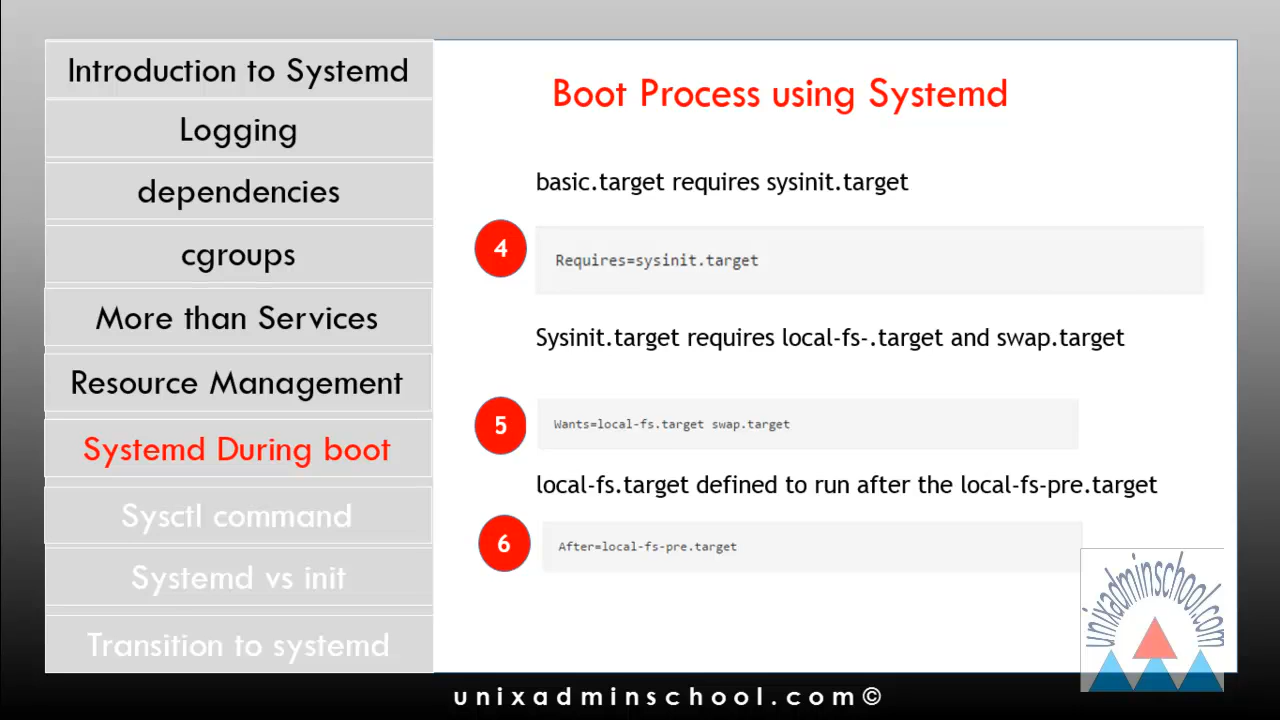 Introduction to Systemd
Logging
dependencies
cgroups
More than Services
Resource Management
Systemd During boot
Sysctl command
Systemd vs init
Transition to systemd
Boot Process using Systemd
basic.target requires sysinit.target
4
Requires=sysinit.target
Sysinit.target requires local-fs-.target and swap.target
5
Wants=local-fs.target swap.target
local-fs.target defined to run after the local-fs-pre.target
6
After=local-fs-pre.target
unixadminschool.com
unixadminschool.com©